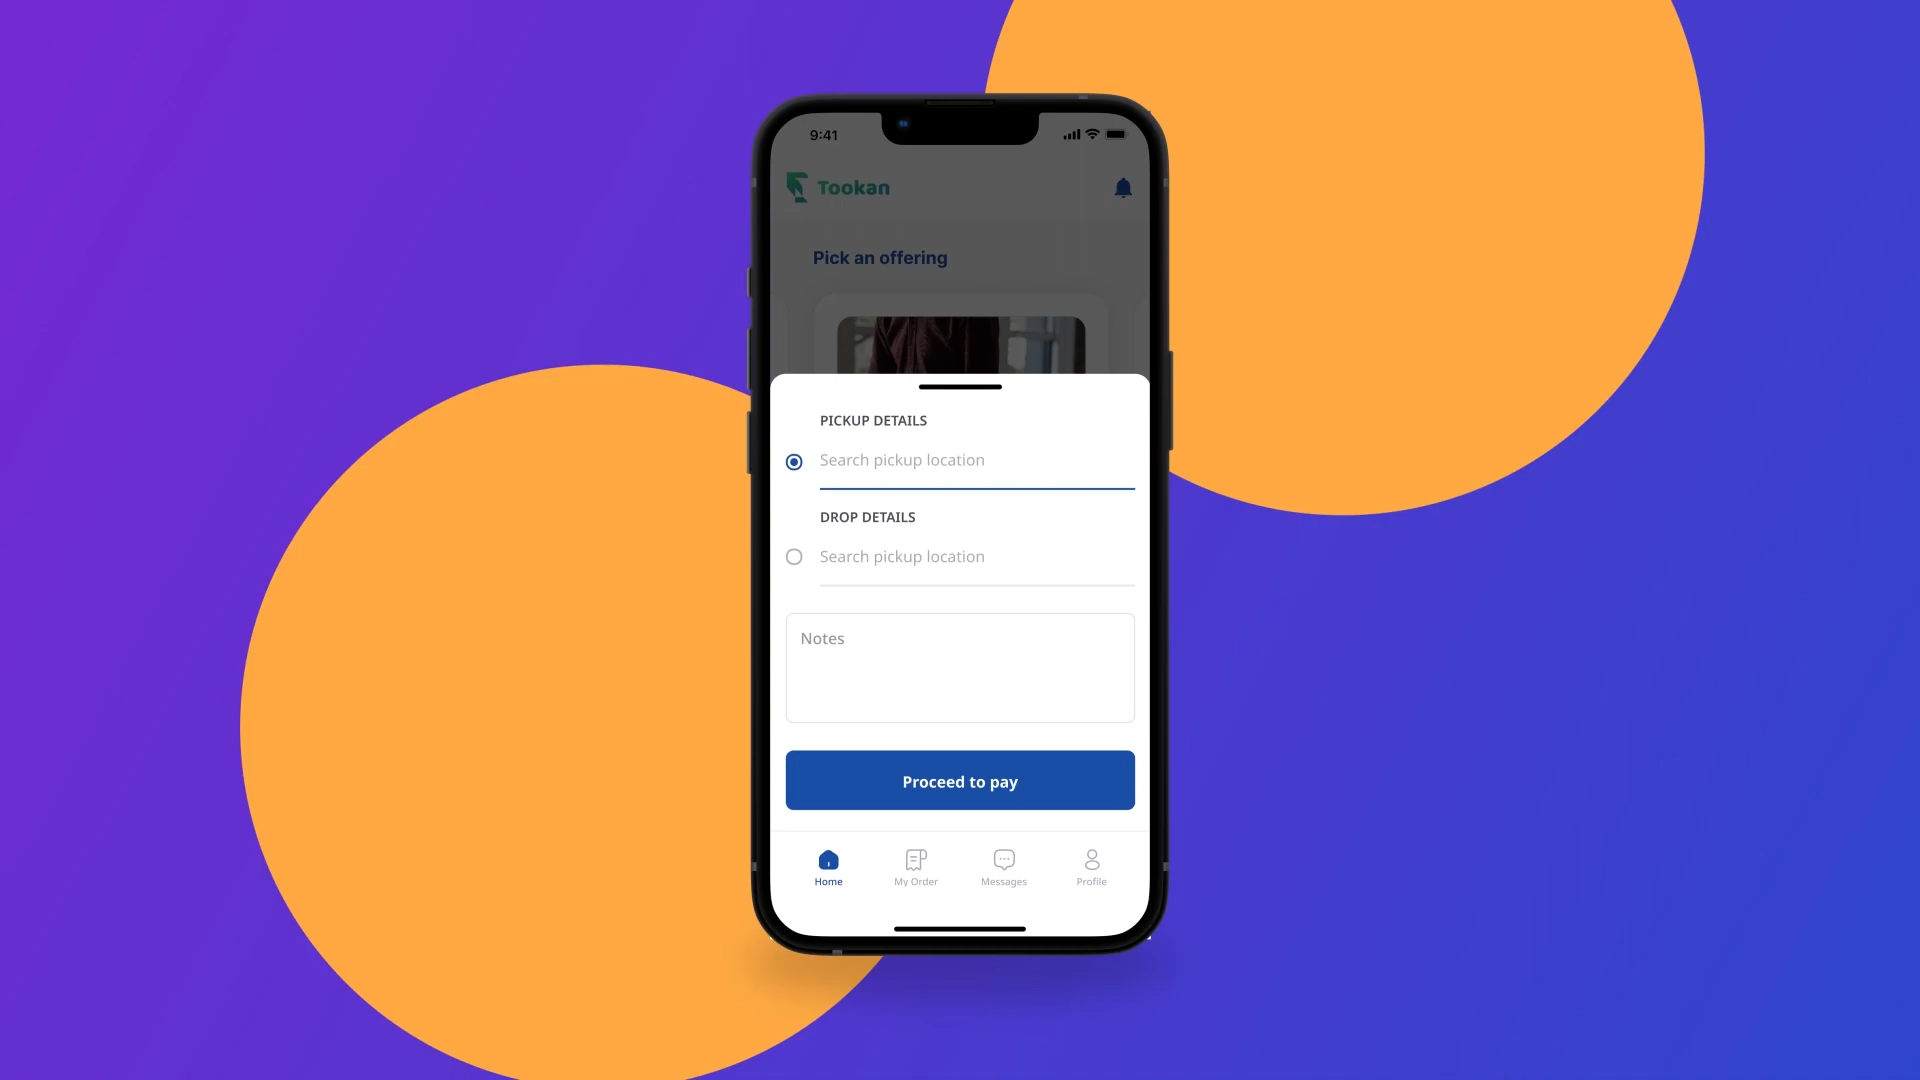 9:41
Tookan
Pick an offering
PICKUP DETAILS
Search pickup location
DROP DETAILS
Search pickup location
Notes
Proceed to pay
Home
My Order
Messages
Profile